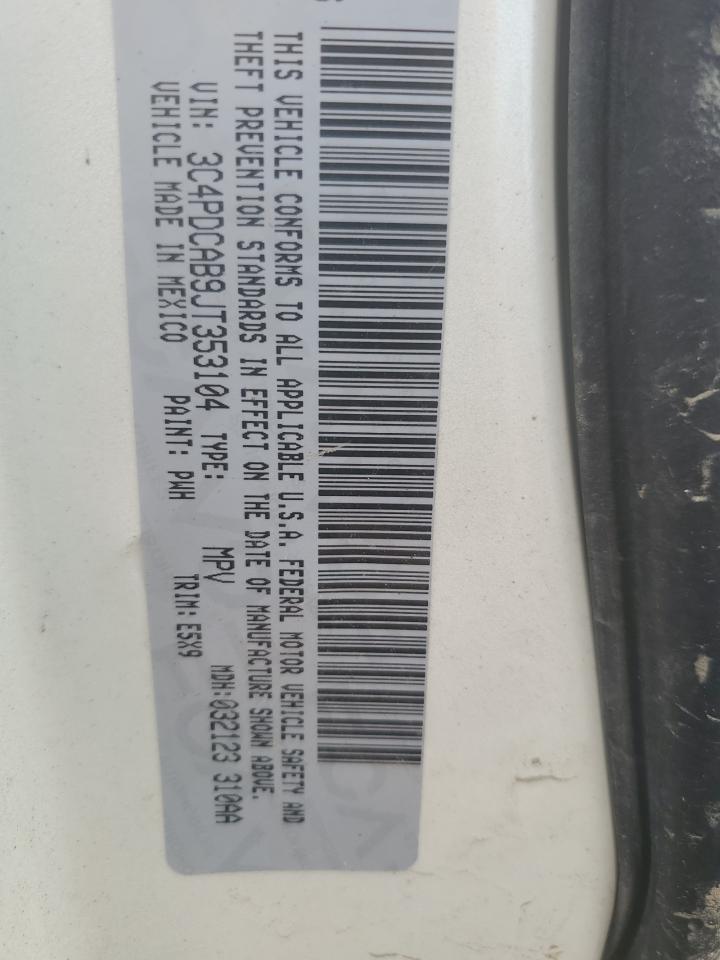 THIS VEHICLE CONFORMS TO ALL APPLICABLE U.S.A. FEDERAL MOTOR VEHICLE SAFETY AND
THEFT PREVENTION STANDARDS IN EFFECT ON THE DATE OF MANUFACTURE SHOWN ABOVE.
VIN: 3C4PDCAB9JT353104 TYPE: MPV MDH:032123 310AA
VEHICLE MADE IN MEXICO PAINT: PWH TRIM: E5X9